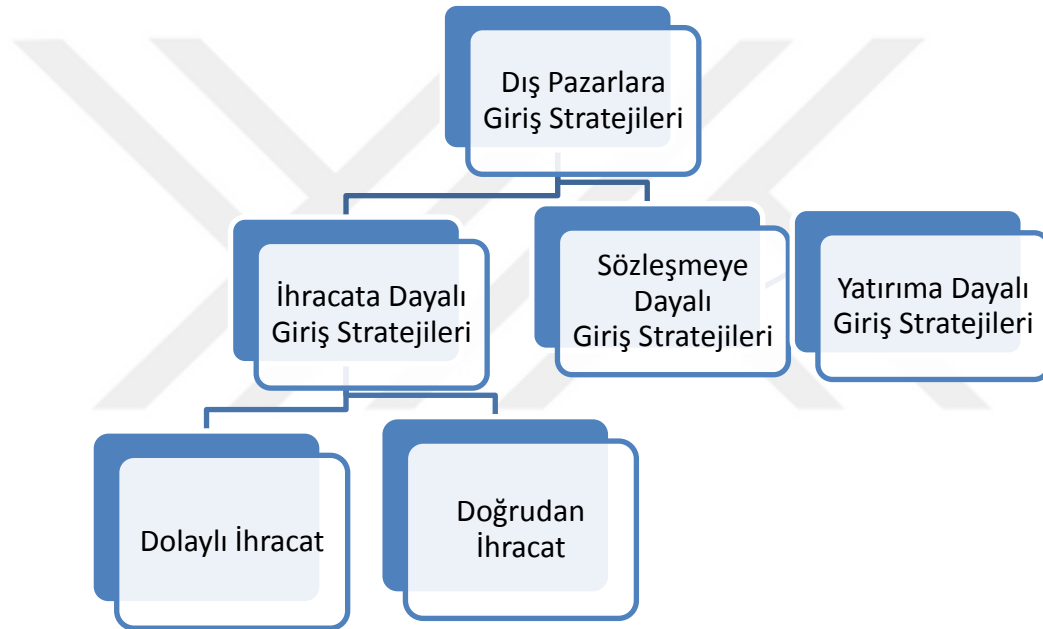 Dış Pazarlara
Giriş Stratejileri
İhracata Dayalı
Giriş Stratejileri
Sözleşmeye
Dayalı
Giriş Stratejileri
Yatırıma Dayalı
Giriş Stratejileri
Dolaylı İhracat
Doğrudan
İhracat